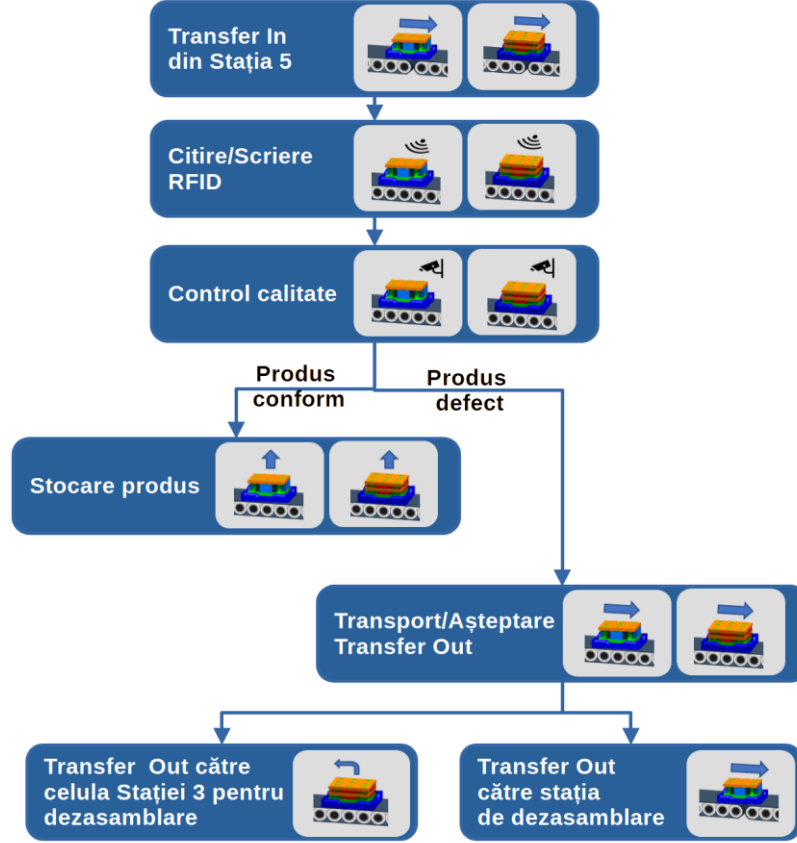 Transfer In
din Stația 5
Citire/Scriere
RFID
Control calitate
Produs
conform
Produs
defect
Stocare produs
Transport/Așteptare
Transfer Out
Transfer Out către
celula Stației 3 pentru
dezasamblare
Transfer Out
către stația
de dezasamblare